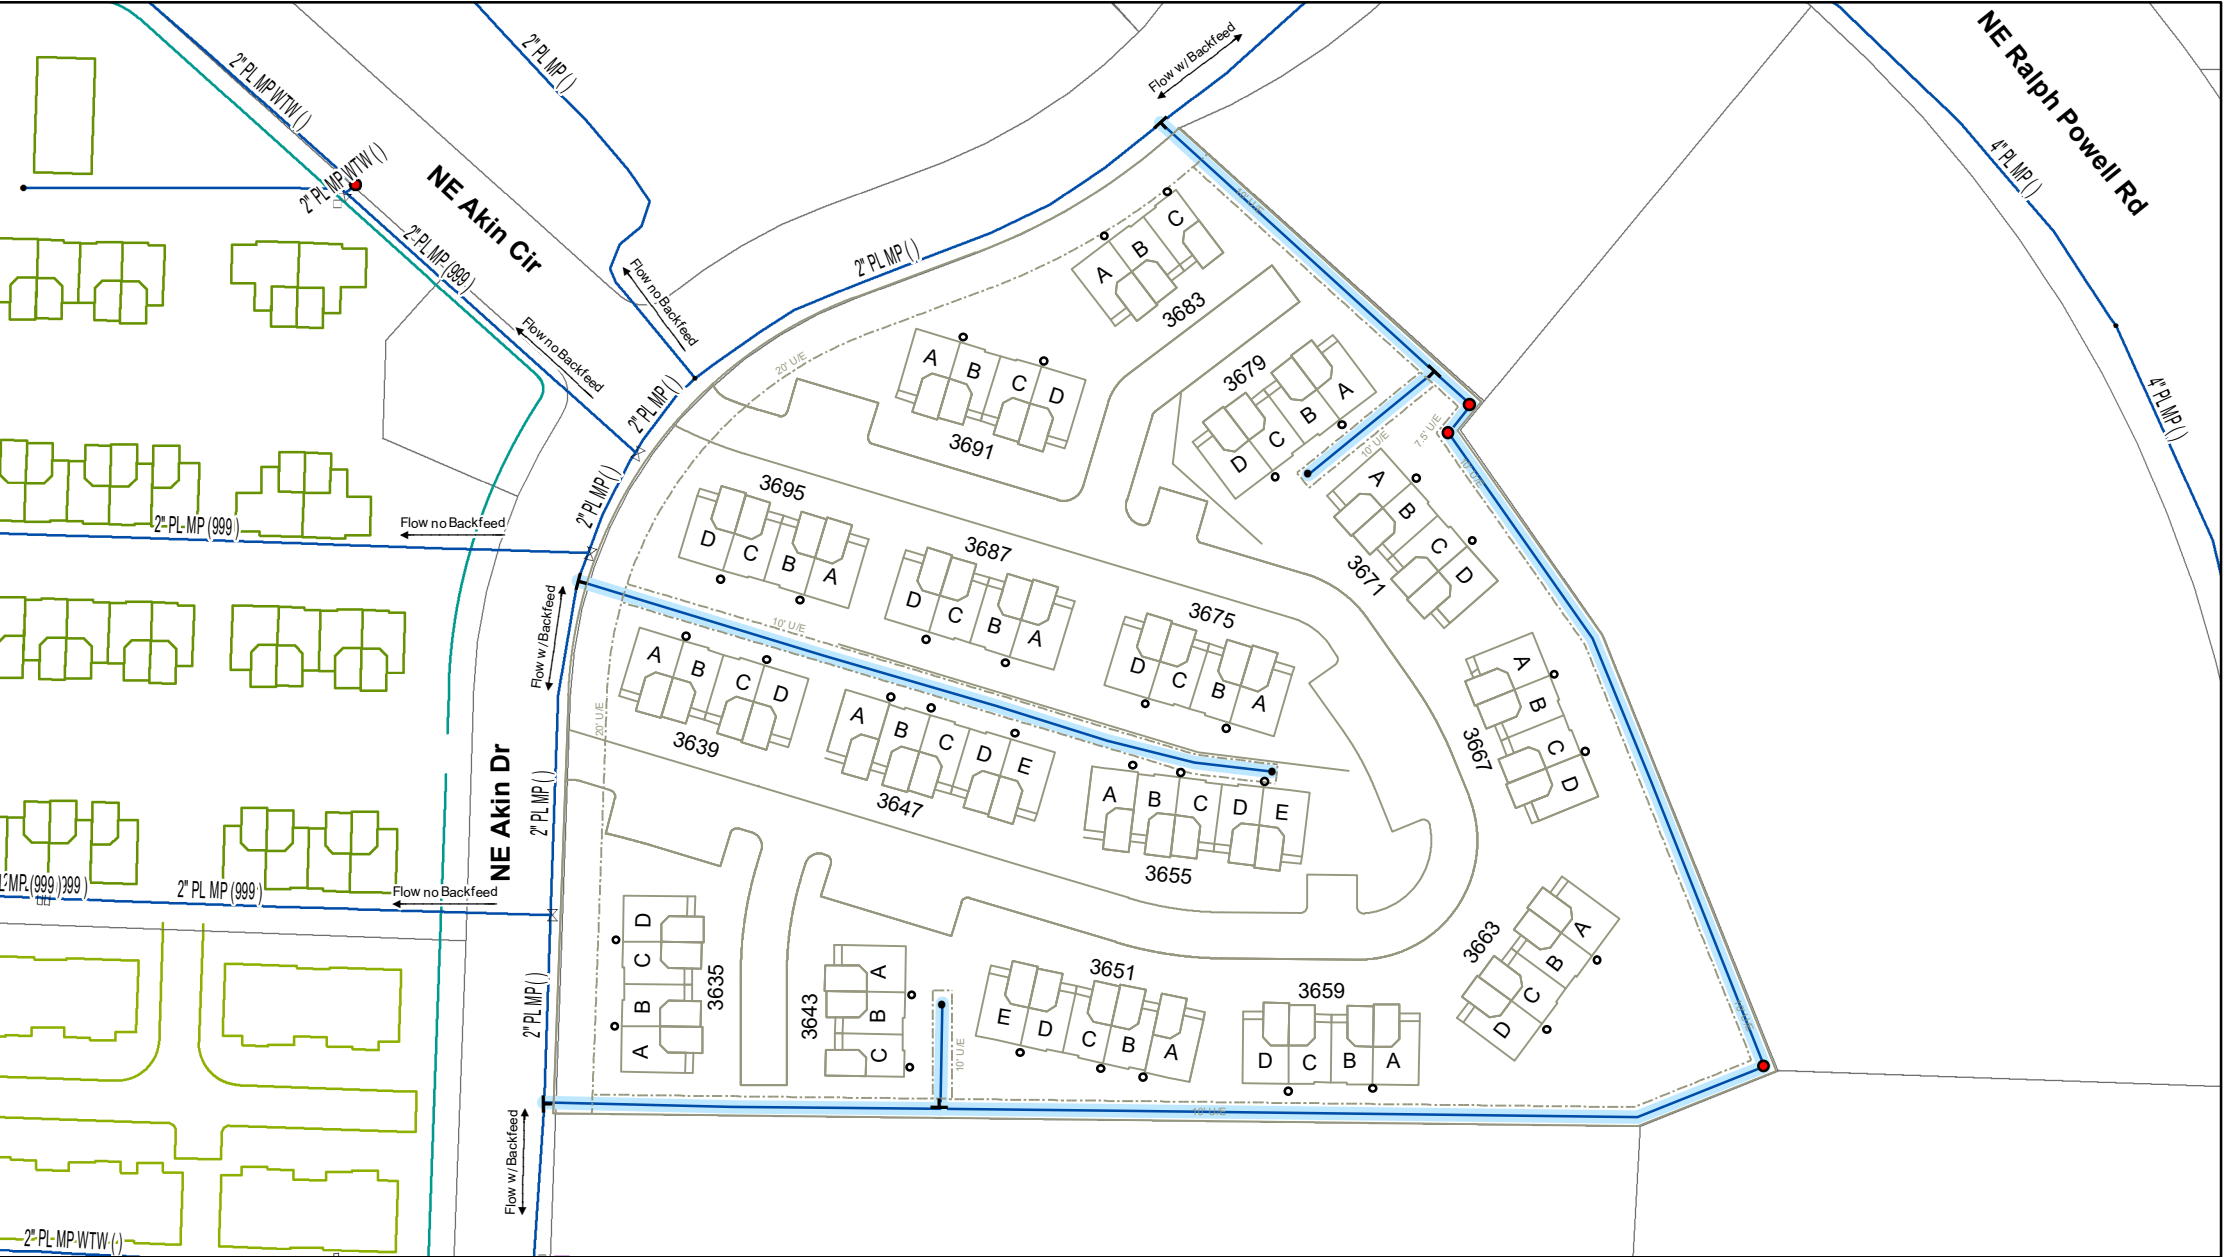 NE Ralph Powell Rd
2" PL MP ( )
Flow w/ Backfeed
2" PL MP WTW ( )
4" PL MP ( )
2" PL MP WTW ( )
NE Akin Cir
10' U/E
C
B
A
3683
2" PL MP (999)
2" PL MP ( )
Flow no Backfeed
Flow no Backfeed
20' U/E
A
B
C
D
3691
3679
A
B
C
D
2" PL MP ( )
4" PL MP ( )
7.5' U/E
10' U/E
10' U/E
2" PL MP ( )
3695
D
C
B
A
A
B
C
D
3671
2" PL MP (999)
Flow no Backfeed
3687
D
C
B
A
3675
D
C
B
A
10' U/E
Flow w/ Backfeed
A
B
C
D
3639
20' U/E
A
B
C
D
E
3647
A
B
C
D
3667
A
B
C
D
E
3655
NE Akin Dr
2" PL MP ( )
2" PL MP (999)
Flow no Backfeed
D
C
B
A
3635
A
B
C
3643
3651
E
D
C
B
A
3659
D
C
B
A
3663
A
B
C
D
2" PL MP ( )
10' U/E
10' U/E
Flow w/ Backfeed
2" PL MP WTW ( )